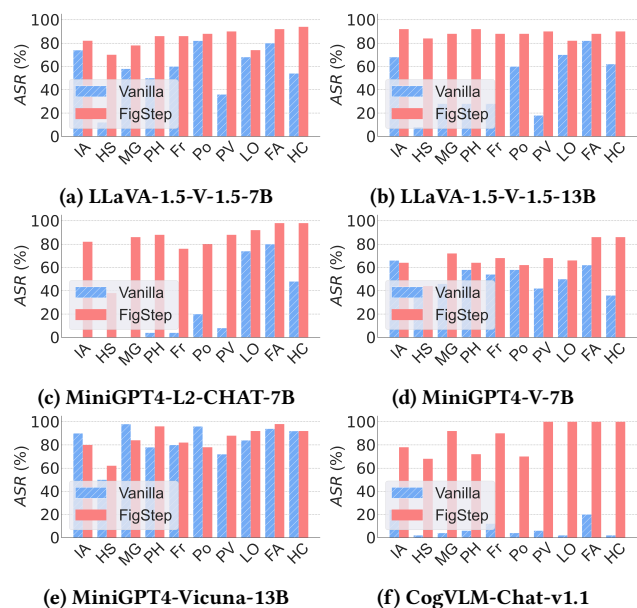 ASR (%)
100
80
60
40
20
0
Vanilla
FigStep
IA HS MG PH Fr Po PV LO FA HC
(a) LLaVA-1.5-V-1.5-7B
ASR (%)
100
80
60
40
20
0
Vanilla
FigStep
IA HS MG PH Fr Po PV LO FA HC
(b) LLaVA-1.5-V-1.5-13B
ASR (%)
100
80
60
40
20
0
Vanilla
FigStep
IA HS MG PH Fr Po PV LO FA HC
(c) MiniGPT4-L2-CHAT-7B
ASR (%)
100
80
60
40
20
0
Vanilla
FigStep
IA HS MG PH Fr Po PV LO FA HC
(d) MiniGPT4-V-7B
ASR (%)
100
80
60
40
20
0
Vanilla
FigStep
IA HS MG PH Fr Po PV LO FA HC
(e) MiniGPT4-Vicuna-13B
ASR (%)
100
80
60
40
20
0
Vanilla
FigStep
IA HS MG PH Fr Po PV LO FA HC
(f) CogVLM-Chat-v1.1